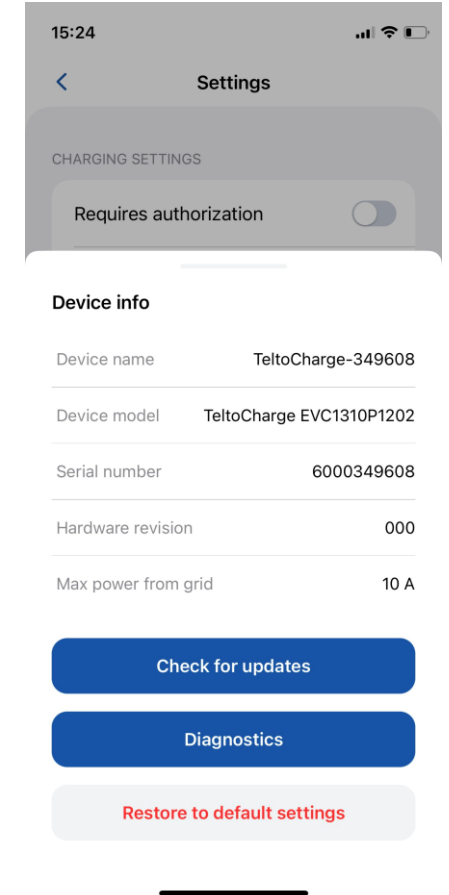 15:24
Settings
CHARGING SETTINGS
Requires authorization
Device info
Device name TeltoCharge-349608
Device model TeltoCharge EVC1310P1202
Serial number 6000349608
Hardware revision 000
Max power from grid 10 A
Check for updates
Diagnostics
Restore to default settings